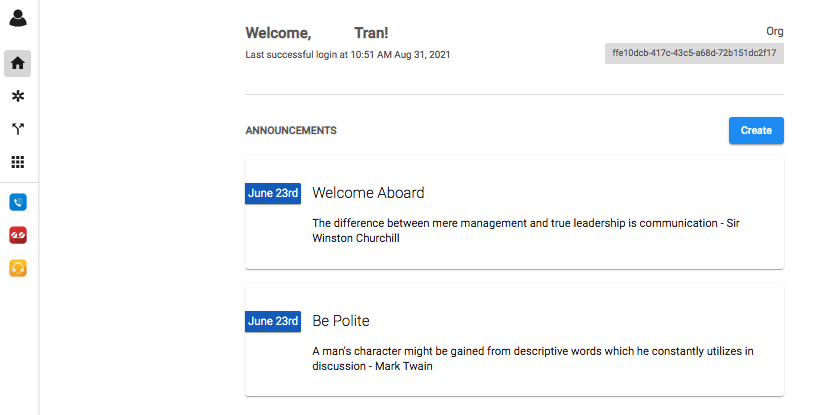 Welcome, Tran!
Last successful login at 10:51 AM Aug 31, 2021
Org
ffe10dcb-417c-43c5-a68d-72b151dc2f17
ANNOUNCEMENTS
Create
June 23rd
Welcome Aboard
The difference between mere management and true leadership is communication - Sir
Winston Churchill
June 23rd
Be Polite
A man's character might be gained from descriptive words which he constantly utilizes in
discussion - Mark Twain